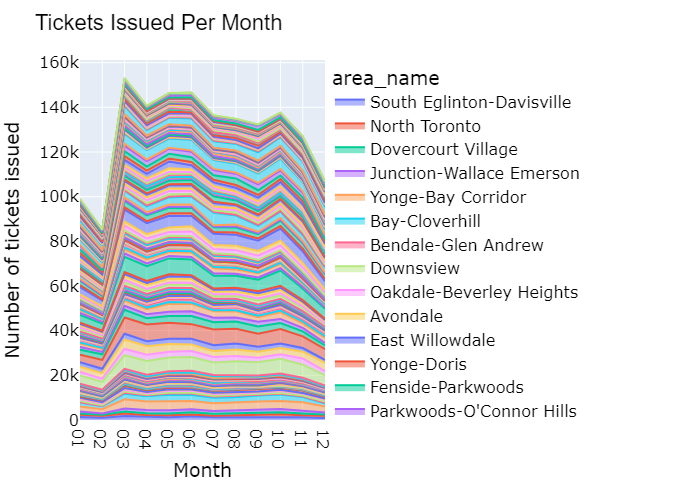 Tickets Issued Per Month
160k
140k
120k
100k
80k
60k
40k
20k
0
Number of tickets issued
01
02
03
04
05
06
07
08
09
10
11
12
Month
area_name
South Eglinton-Davisville
North Toronto
Dovercourt Village
Junction-Wallace Emerson
Yonge-Bay Corridor
Bay-Cloverhill
Bendale-Glen Andrew
Downsview
Oakdale-Beverley Heights
Avondale
East Willowdale
Yonge-Doris
Fenside-Parkwoods
Parkwoods-O'Connor Hills